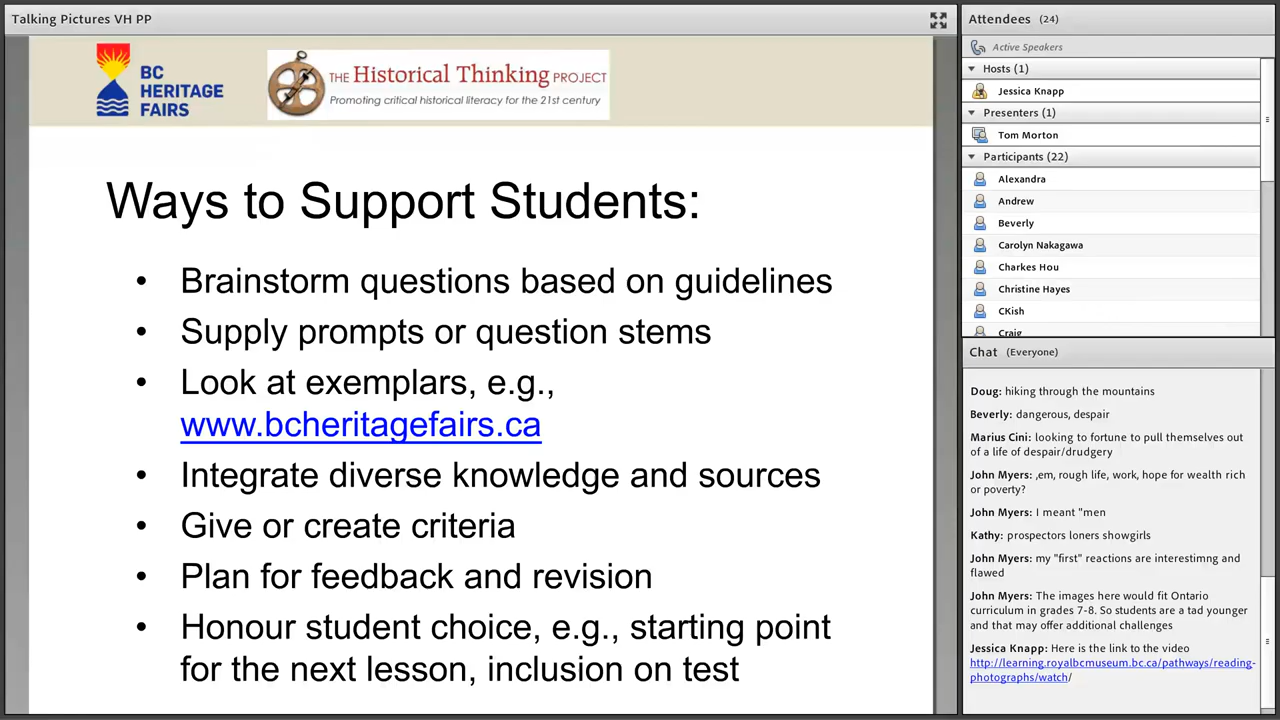 Talking Pictures VH PP
BC
HERITAGE
FAIRS
THE Historical Thinking PROJECT
Promoting critical historical literacy for the 21st century
Ways to Support Students:
• Brainstorm questions based on guidelines
• Supply prompts or question stems
• Look at exemplars, e.g.,
www.bcheritagefairs.ca
• Integrate diverse knowledge and sources
• Give or create criteria
• Plan for feedback and revision
• Honour student choice, e.g., starting point
for the next lesson, inclusion on test
Attendees (24)
Active Speakers
Hosts (1)
Jessica Knapp
Presenters (1)
Tom Morton
Participants (22)
Alexandra
Andrew
Beverly
Carolyn Nakagawa
Charkes Hou
Christine Hayes
CKish
Craig
Chat (Everyone)
Doug: hiking through the mountains
Beverly: dangerous, despair
Marius Cini: looking to fortune to pull themselves out
of a life of despair/drudgery
John Myers: ,em, rough life, work, hope for wealth rich
or poverty?
John Myers: I meant "men
Kathy: prospectors loners showgirls
John Myers: my "first" reactions are interestimng and
flawed
John Myers: The images here would fit Ontario
curriculum in grades 7-8. So students are a tad younger
and that may offer additional challenges
Jessica Knapp: Here is the link to the video
http://learning.royalbcmuseum.bc.ca/pathways/reading-
photographs/watch/